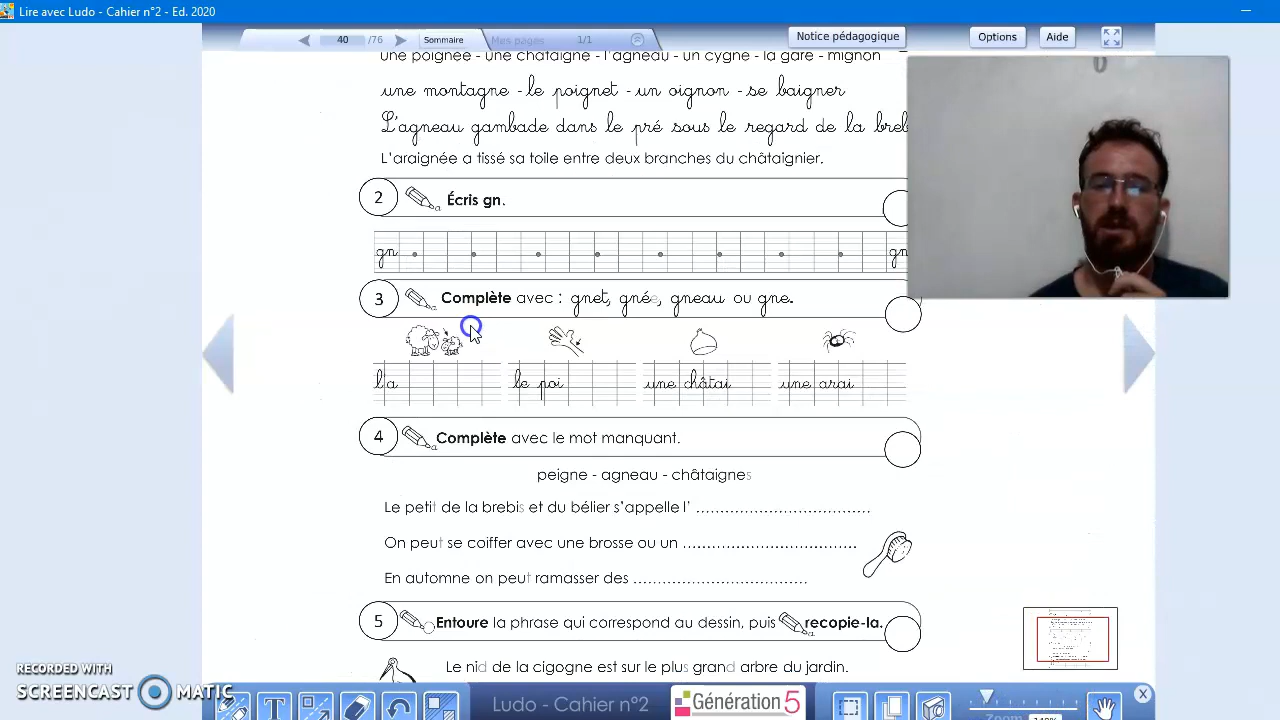 Lire avec Ludo - Cahier n°2 - Ed. 2020
40 /76 Sommaire Mes pages 1/1 Notice pédagogique Options Aide
une poignée - une châtaigne - l'agneau - un cygne - la gare - mignon
une montagne - le poignet - un oignon - se baigner
L'agneau gambade dans le pré sous le regard de la breb
L'araignée a tissé sa toile entre deux branches du châtaignier.
2 Écris gn.
gn gn
3 Complète avec : gnet, gnée, gneau ou gne.
l'a le poi une châtai une arai
4 Complète avec le mot manquant.
peigne - agneau - châtaignes
Le petit de la brebis et du bélier s'appelle l' ...................................
On peut se coiffer avec une brosse ou un ...................................
En automne on peut ramasser des ...................................
5 Entoure la phrase qui correspond au dessin, puis recopie-la.
Le nid de la cigogne est sur le plus grand arbre du jardin.
RECORDED WITH
SCREENCAST MATIC
Ludo - Cahier n°2 Génération 5 Zoom